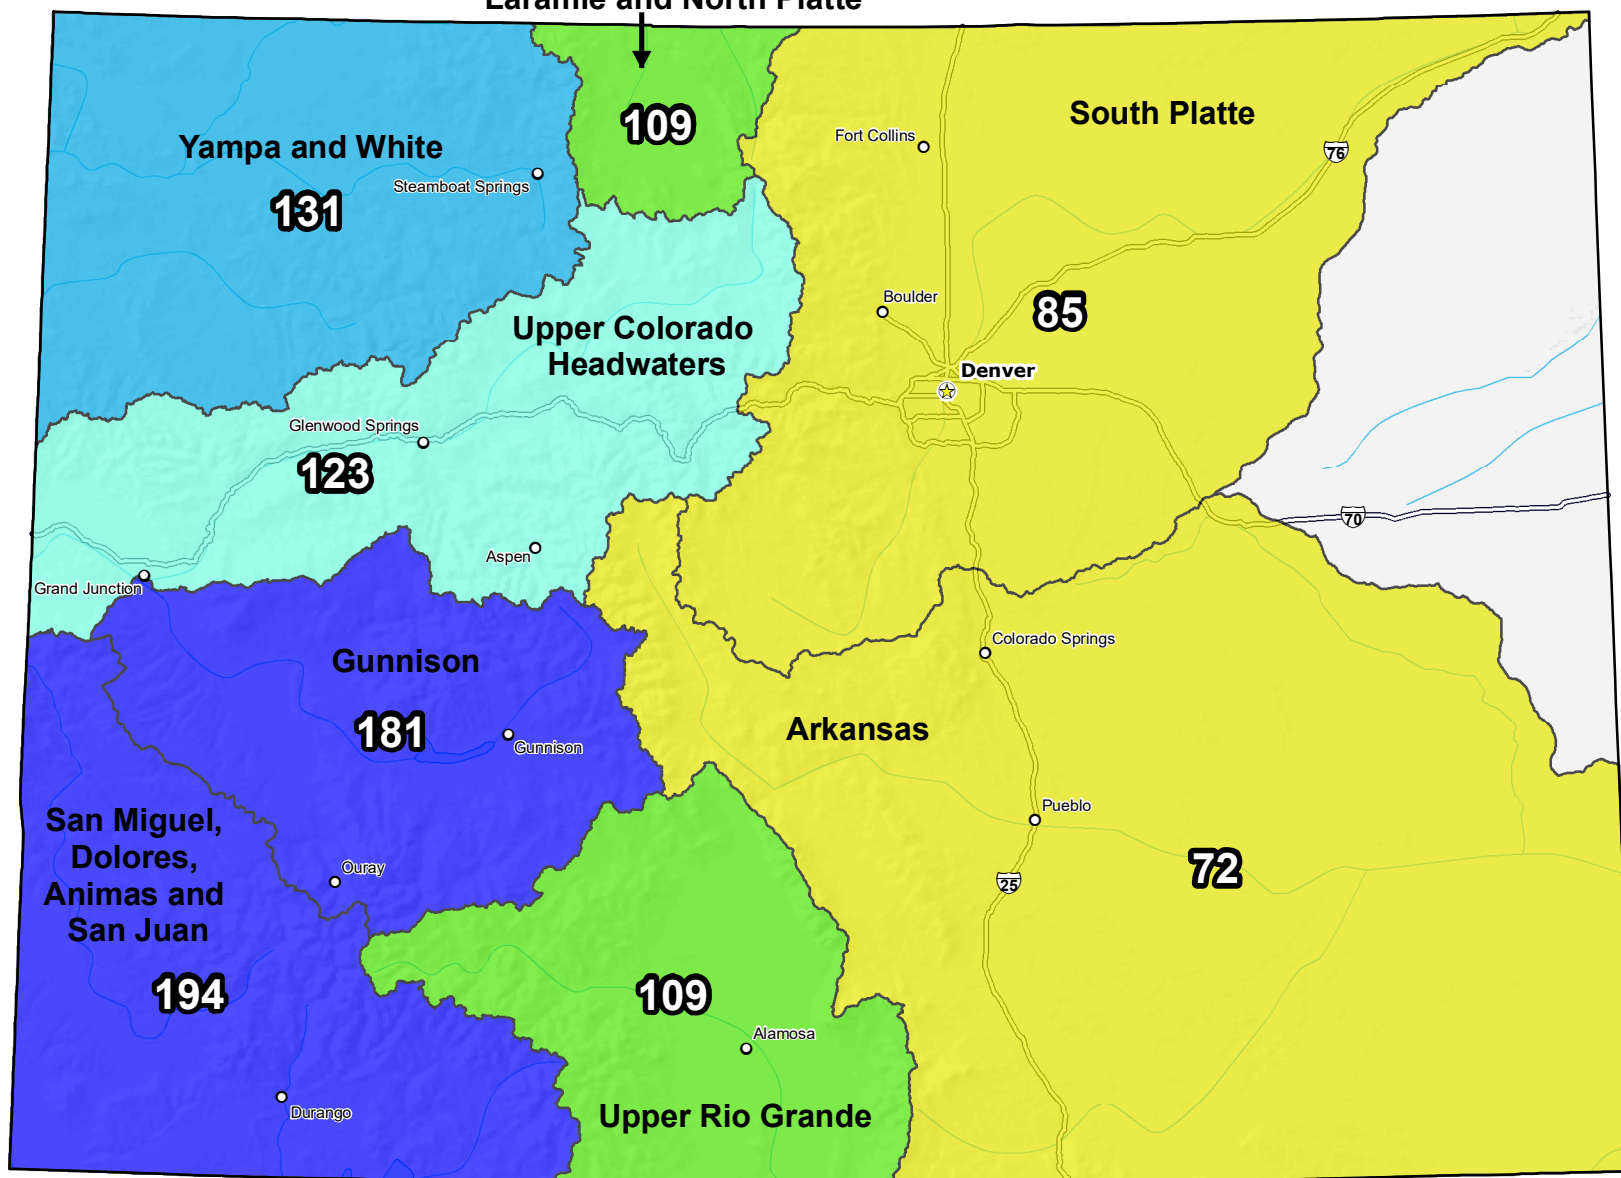 Laramie and North Platte
109
South Platte
Fort Collins
76
Yampa and White
Steamboat Springs
131
Boulder
85
Upper Colorado
Headwaters
Denver
Glenwood Springs
123
70
Aspen
Grand Junction
Colorado Springs
Gunnison
181
Gunnison
Arkansas
Pueblo
San Miguel,
Dolores,
Animas and
San Juan
194
Ouray
72
25
109
Alamosa
Durango
Upper Rio Grande